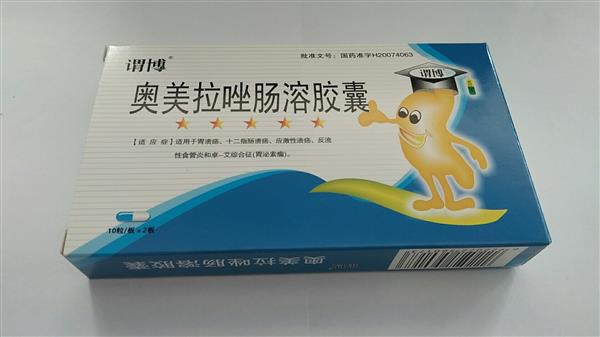 谓博®
批准文号：国药准字H20074063
谓博
奥美拉唑肠溶胶囊
【适应症】适用于胃溃疡、十二指肠溃疡、应激性溃疡、反流
性食管炎和卓-艾综合征(胃泌素瘤)。
10粒/板×2板
奥美拉唑肠溶胶囊